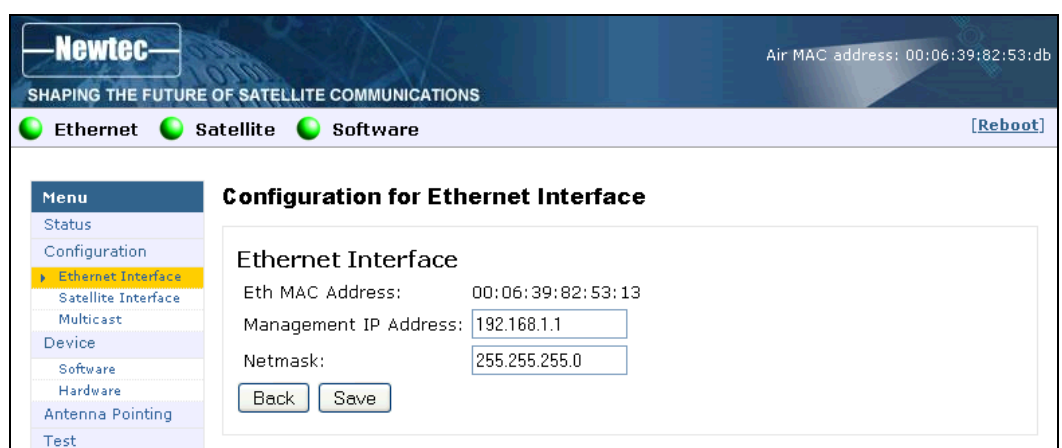 Newtec
Air MAC address: 00:06:39:82:53:db
SHAPING THE FUTURE OF SATELLITE COMMUNICATIONS
Ethernet Satellite Software [Reboot]
Menu
Status
Configuration
Ethernet Interface
Satellite Interface
Multicast
Device
Software
Hardware
Antenna Pointing
Test
Configuration for Ethernet Interface
Ethernet Interface
Eth MAC Address: 00:06:39:82:53:13
Management IP Address: 192.168.1.1
Netmask: 255.255.255.0
Back Save